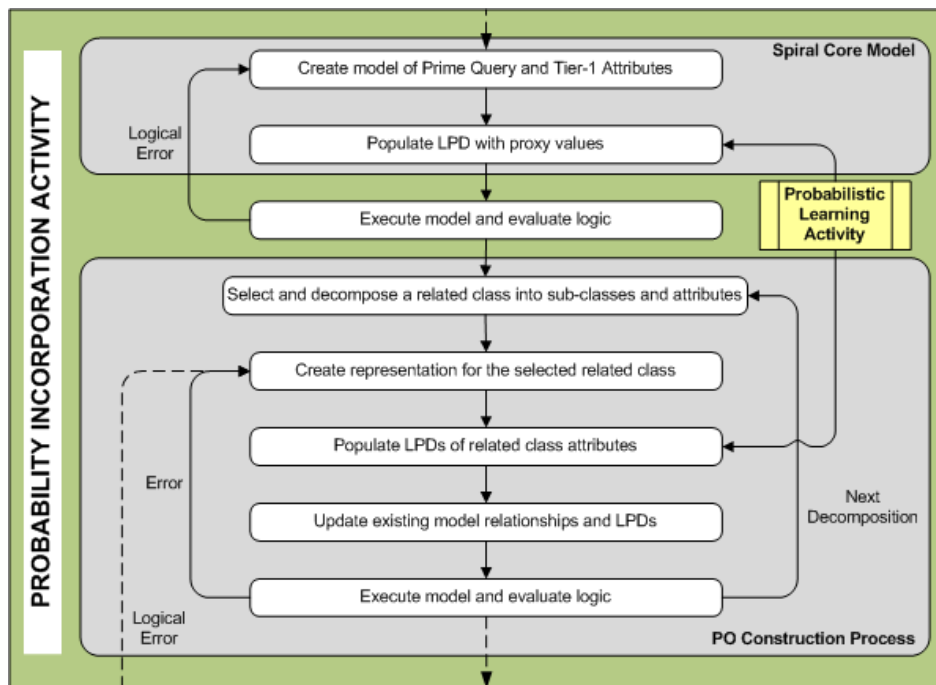 PROBABILITY INCORPORATION ACTIVITY
Spiral Core Model
Create model of Prime Query and Tier-1 Attributes
Logical
Error
Populate LPD with proxy values
Probabilistic
Learning
Activity
Execute model and evaluate logic
Select and decompose a related class into sub-classes and attributes
Create representation for the selected related class
Populate LPDs of related class attributes
Error
Next
Decomposition
Update existing model relationships and LPDs
Execute model and evaluate logic
Logical
Error
PO Construction Process